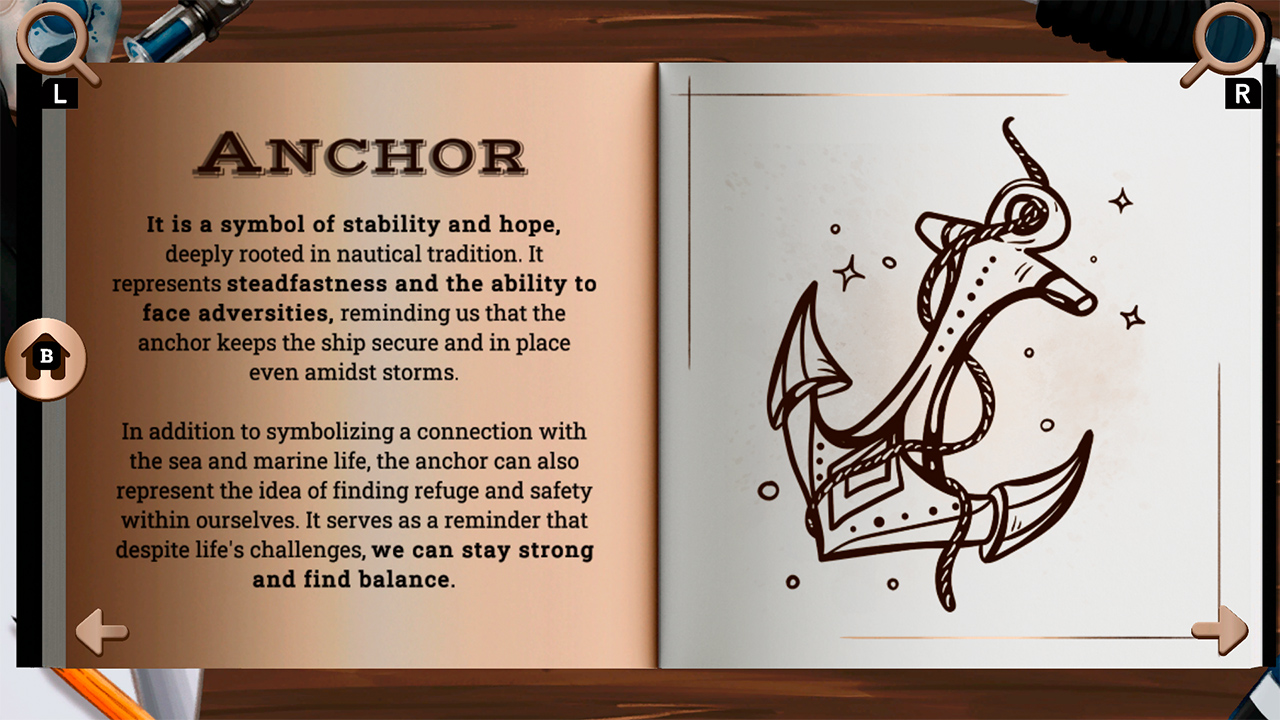 L
R
ANCHOR
It is a symbol of stability and hope,
deeply rooted in nautical tradition. It
represents steadfastness and the ability to
face adversities, reminding us that the
anchor keeps the ship secure and in place
even amidst storms.
In addition to symbolizing a connection with
the sea and marine life, the anchor can also
represent the idea of finding refuge and safety
within ourselves. It serves as a reminder that
despite life's challenges, we can stay strong
and find balance.
B